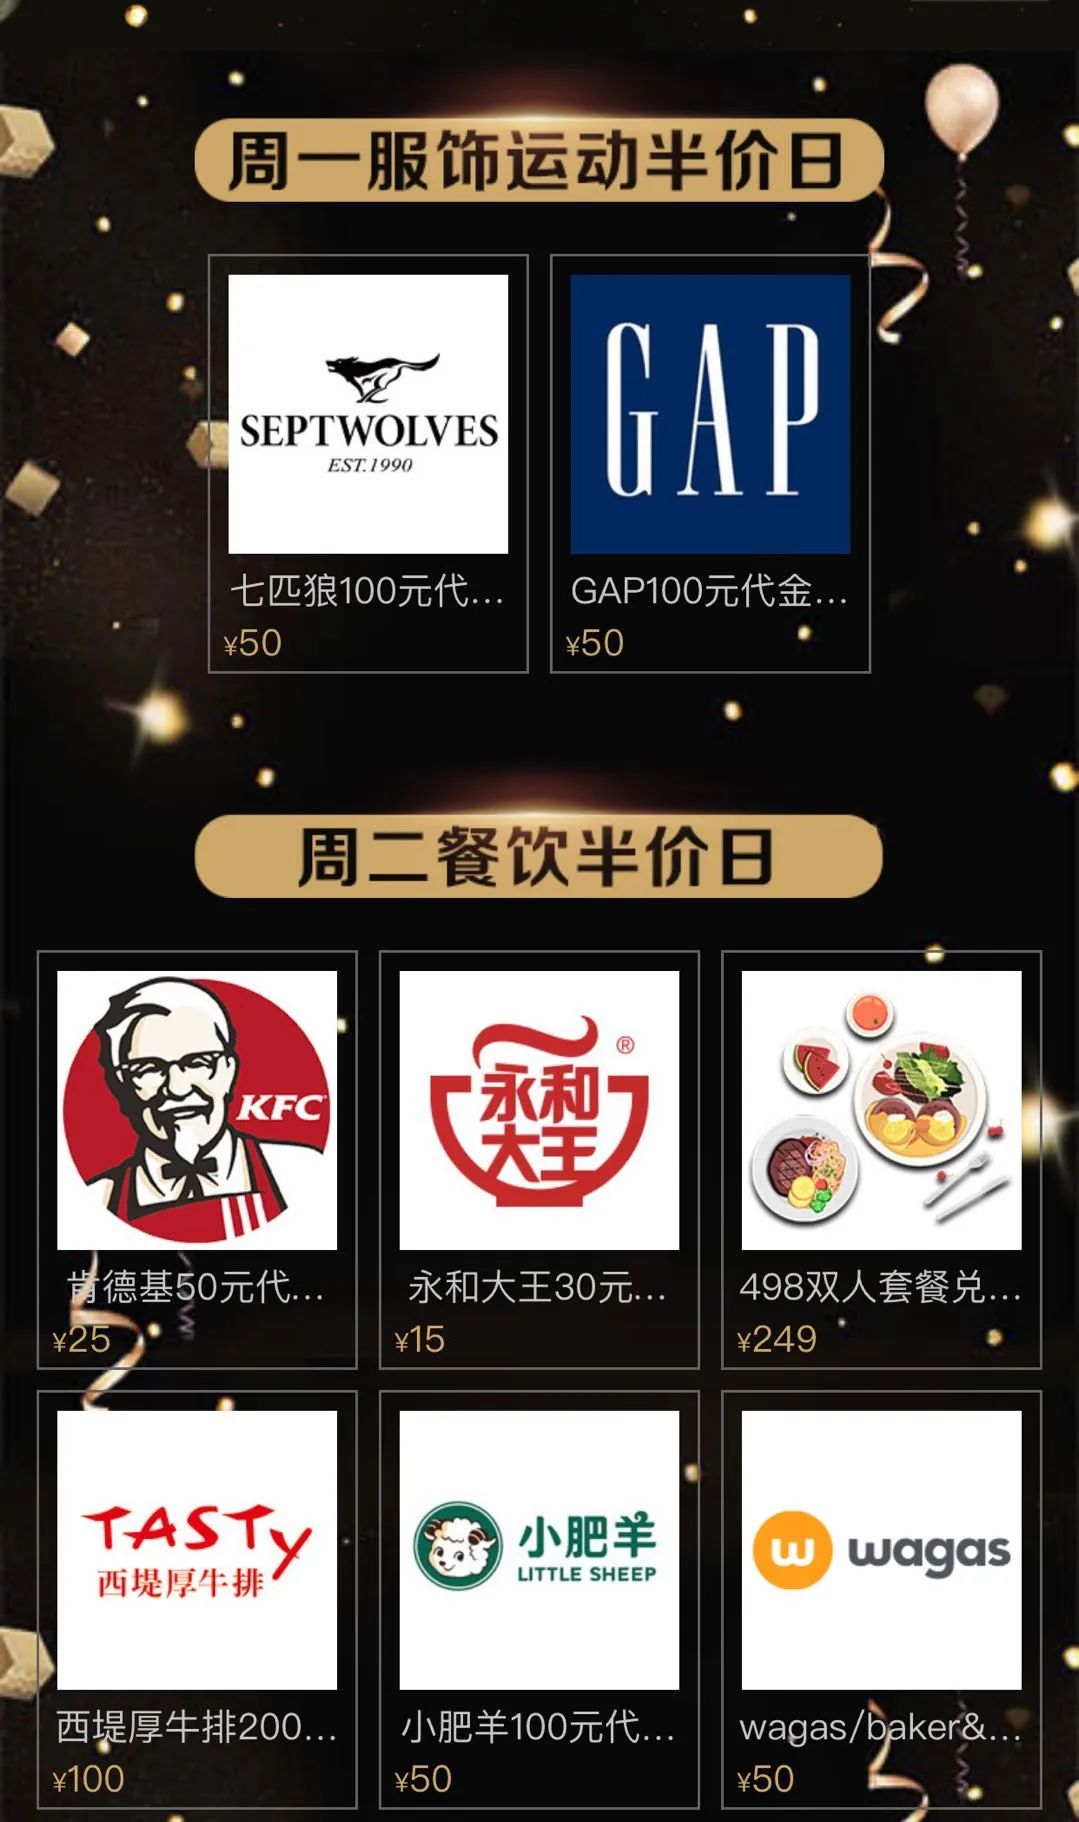 周一服饰运动半价日
SEPTWOLVES
EST.1990
GAP
七匹狼100元代...
GAP100元代金...
¥50
¥50
周二餐饮半价日
KFC
永和
大王
®
肯德基50元代...
永和大王30元...
498双人套餐兑...
¥25
¥15
¥249
TASTy
西堤厚牛排
小肥羊
LITTLE SHEEP
w wagas
西堤厚牛排200...
小肥羊100元代...
wagas/baker&...
¥100
¥50
¥50